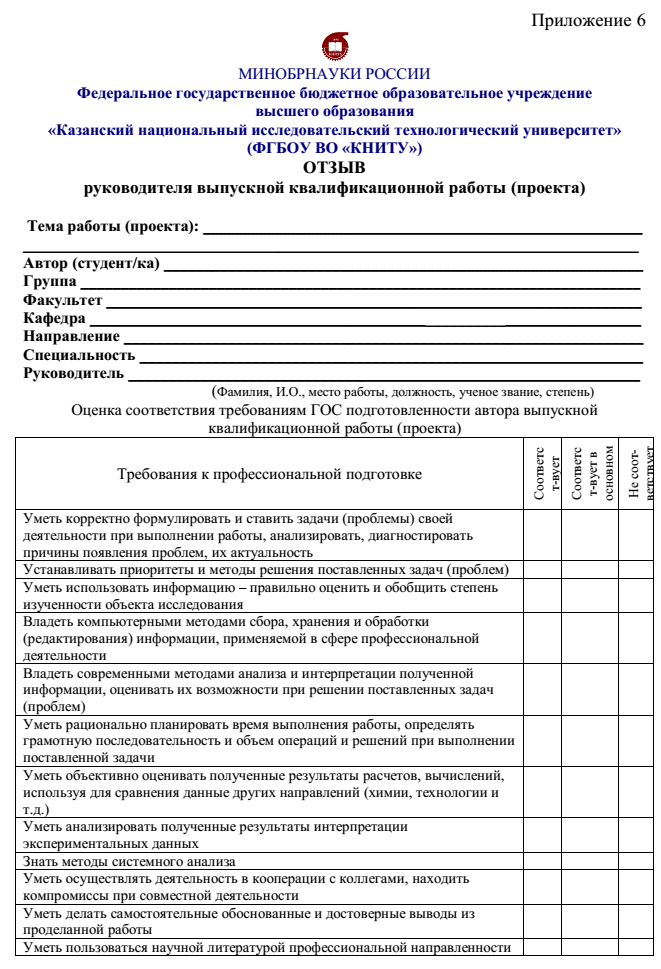 Приложение 6
МИНОБРНАУКИ РОССИИ
Федеральное государственное бюджетное образовательное учреждение
высшего образования
«Казанский национальный исследовательский технологический университет»
(ФГБОУ ВО «КНИТУ»)
ОТЗЫВ
руководителя выпускной квалификационной работы (проекта)
Тема работы (проекта):
Автор (студент/ка)
Группа
Факультет
Кафедра
Направление
Специальность
Руководитель
(Фамилия, И.О., место работы, должность, ученое звание, степень)
Оценка соответствия требованиям ГОС подготовленности автора выпускной
квалификационной работы (проекта)
Требования к профессиональной подготовке
Соответс
т-вует
Соответс
т-вует в
основном
Не соот-
ветствует
Уметь корректно формулировать и ставить задачи (проблемы) своей
деятельности при выполнении работы, анализировать, диагностировать
причины появления проблем, их актуальность
Устанавливать приоритеты и методы решения поставленных задач (проблем)
Уметь использовать информацию – правильно оценить и обобщить степень
изученности объекта исследования
Владеть компьютерными методами сбора, хранения и обработки
(редактирования) информации, применяемой в сфере профессиональной
деятельности
Владеть современными методами анализа и интерпретации полученной
информации, оценивать их возможности при решении поставленных задач
(проблем)
Уметь рационально планировать время выполнения работы, определять
грамотную последовательность и объем операций и решений при выполнении
поставленной задачи
Уметь объективно оценивать полученные результаты расчетов, вычислений,
используя для сравнения данные других направлений (химии, технологии и
т.д.)
Уметь анализировать полученные результаты интерпретации
экспериментальных данных
Знать методы системного анализа
Уметь осуществлять деятельность в кооперации с коллегами, находить
компромиссы при совместной деятельности
Уметь делать самостоятельные обоснованные и достоверные выводы из
проделанной работы
Уметь пользоваться научной литературой профессиональной направленности